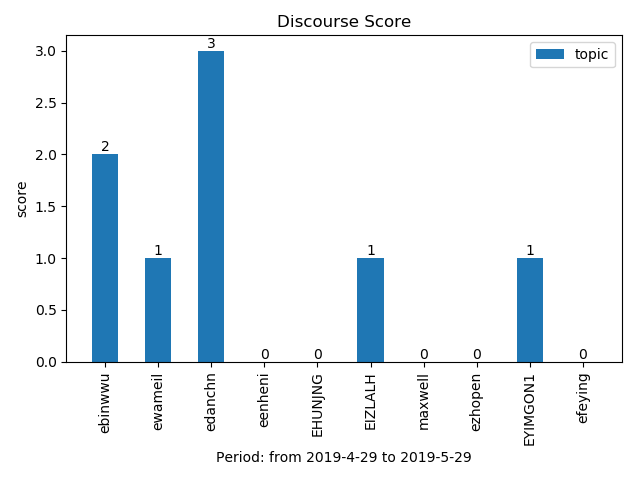 Discourse Score
topic
score
3.0
2.5
2.0
1.5
1.0
0.5
0.0
2
1
3
0
0
1
0
0
1
0
ebinwwu
ewameil
edanchn
eenheni
EHUNJNG
EIZLALH
maxwell
ezhopen
EYIMGON1
efeying
Period: from 2019-4-29 to 2019-5-29